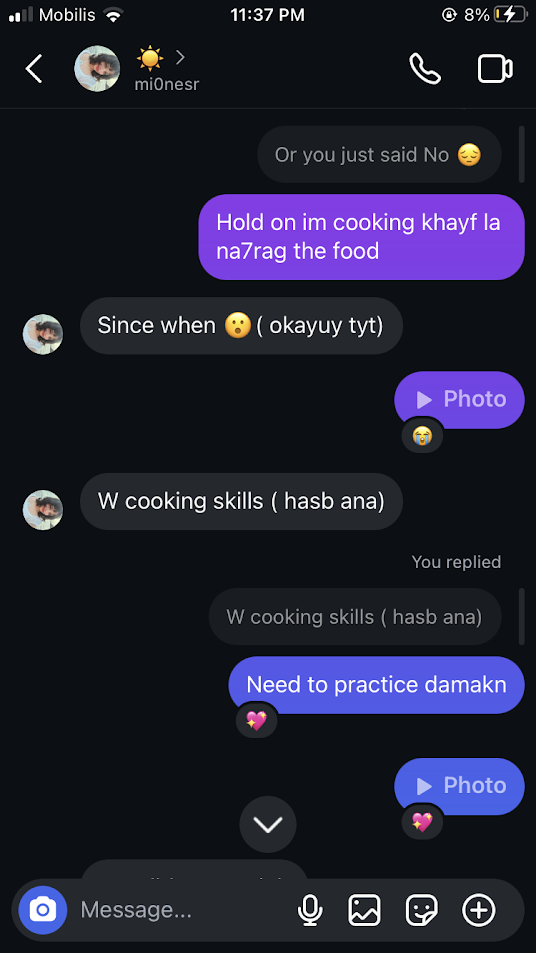 Mobilis 11:37 PM 8%
☀️
mi0nesr
Or you just said No 😔
Hold on im cooking khayf la
na7rag the food
Since when 😮 ( okayuy tyt)
Photo
😭
W cooking skills ( hasb ana)
You replied
W cooking skills ( hasb ana)
Need to practice damakn
💖
Photo
💖
Message...